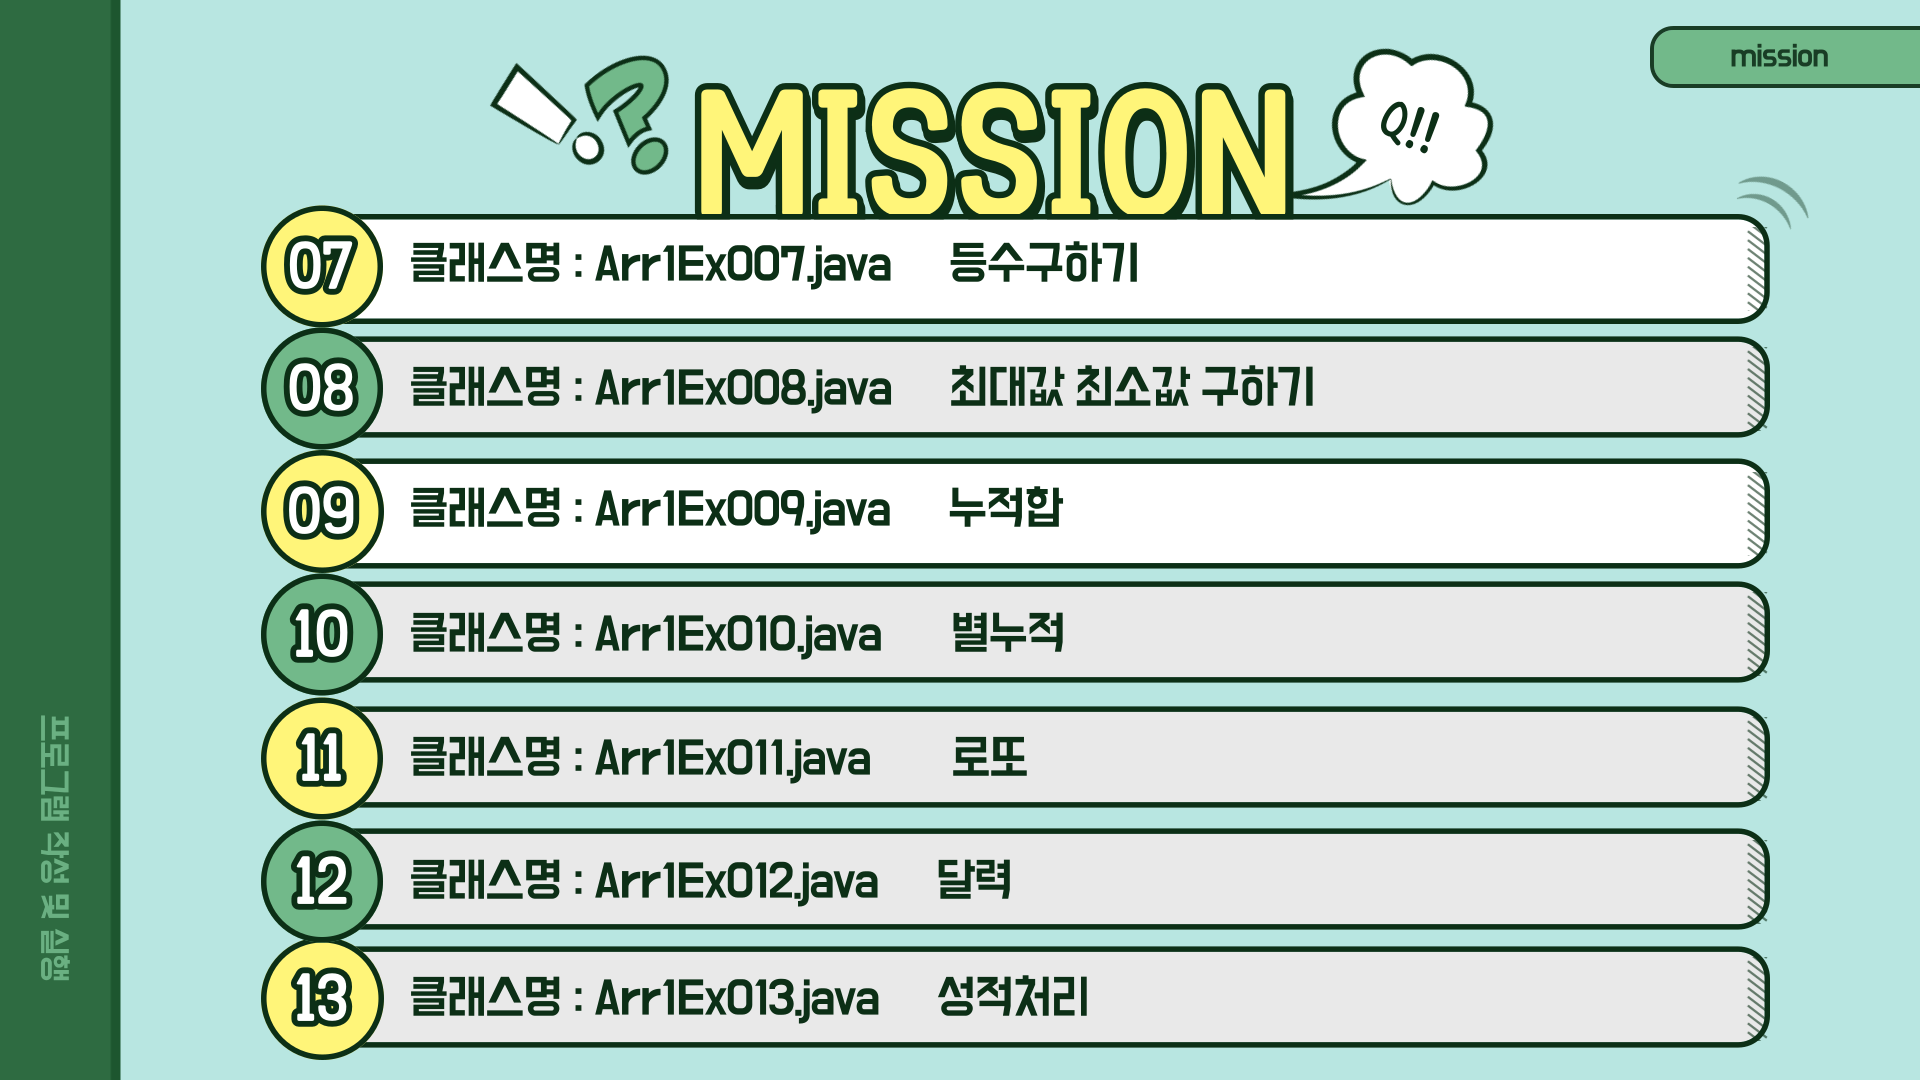 mission
MISSION
Q!!
07 클래스명 : Arr1Ex007.java 등수구하기
08 클래스명 : Arr1Ex008.java 최대값 최소값 구하기
09 클래스명 : Arr1Ex009.java 누적합
10 클래스명 : Arr1Ex010.java 별누적
11 클래스명 : Arr1Ex011.java 로또
12 클래스명 : Arr1Ex012.java 달력
13 클래스명 : Arr1Ex013.java 성적처리
프로그램 작성 및 실행